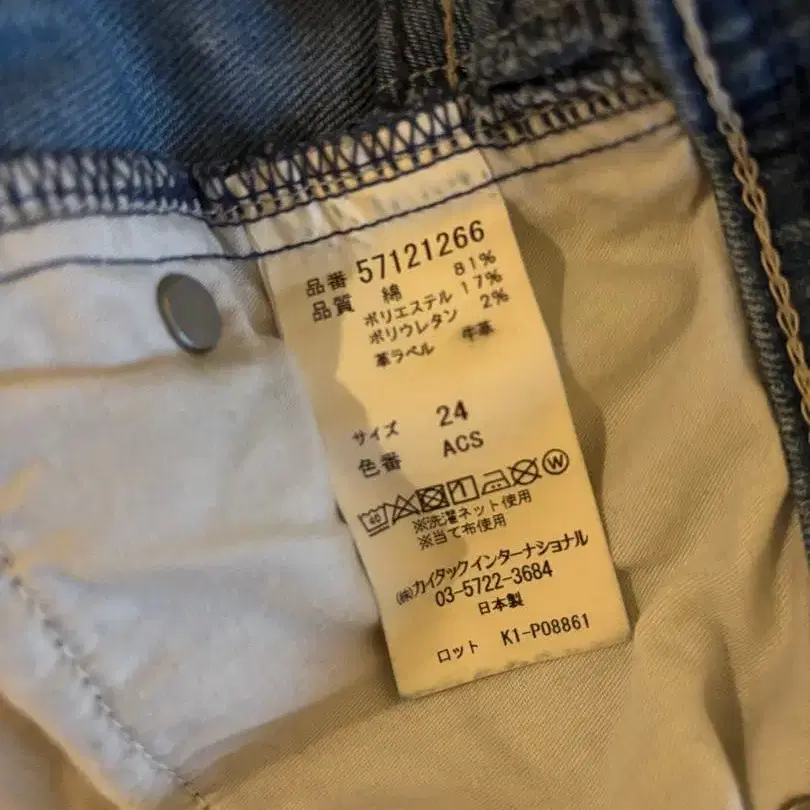 品番 57121266
品質 綿 81%
ポリエステル 17%
ポリウレタン 2%
革ラベル 牛革
サイズ 24
色番 ACS
40 W
※洗濯ネット使用
※当て布使用
㈱カイタックインターナショナル
03-5722-3684
日本製
ロット K1-P08861